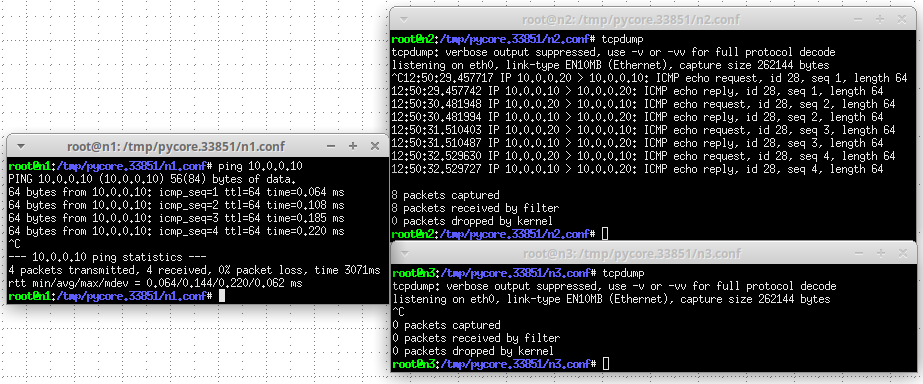 root@n2: /tmp/pycore.33851/n2.conf
root@n2:/tmp/pycore.33851/n2.conf# tcpdump
tcpdump: verbose output suppressed, use -v or -vv for full protocol decode
listening on eth0, link-type EN10MB (Ethernet), capture size 262144 bytes
^C12:50:29.457717 IP 10.0.0.20 > 10.0.0.10: ICMP echo request, id 28, seq 1, length 64
12:50:29.457742 IP 10.0.0.10 > 10.0.0.20: ICMP echo reply, id 28, seq 1, length 64
12:50:30.481948 IP 10.0.0.20 > 10.0.0.10: ICMP echo request, id 28, seq 2, length 64
12:50:30.481994 IP 10.0.0.10 > 10.0.0.20: ICMP echo reply, id 28, seq 2, length 64
12:50:31.510403 IP 10.0.0.20 > 10.0.0.10: ICMP echo request, id 28, seq 3, length 64
12:50:31.510487 IP 10.0.0.10 > 10.0.0.20: ICMP echo reply, id 28, seq 3, length 64
12:50:32.529630 IP 10.0.0.20 > 10.0.0.10: ICMP echo request, id 28, seq 4, length 64
12:50:32.529727 IP 10.0.0.10 > 10.0.0.20: ICMP echo reply, id 28, seq 4, length 64
8 packets captured
8 packets received by filter
0 packets dropped by kernel
root@n2:/tmp/pycore.33851/n2.conf#
root@n1: /tmp/pycore.33851/n1.conf
root@n1:/tmp/pycore.33851/n1.conf# ping 10.0.0.10
PING 10.0.0.10 (10.0.0.10) 56(84) bytes of data.
64 bytes from 10.0.0.10: icmp_seq=1 ttl=64 time=0.064 ms
64 bytes from 10.0.0.10: icmp_seq=2 ttl=64 time=0.108 ms
64 bytes from 10.0.0.10: icmp_seq=3 ttl=64 time=0.185 ms
64 bytes from 10.0.0.10: icmp_seq=4 ttl=64 time=0.220 ms
^C
--- 10.0.0.10 ping statistics ---
4 packets transmitted, 4 received, 0% packet loss, time 3071ms
rtt min/avg/max/mdev = 0.064/0.144/0.220/0.062 ms
root@n1:/tmp/pycore.33851/n1.conf#
root@n3: /tmp/pycore.33851/n3.conf
root@n3:/tmp/pycore.33851/n3.conf# tcpdump
tcpdump: verbose output suppressed, use -v or -vv for full protocol decode
listening on eth0, link-type EN10MB (Ethernet), capture size 262144 bytes
^C
0 packets captured
0 packets received by filter
0 packets dropped by kernel
root@n3:/tmp/pycore.33851/n3.conf#